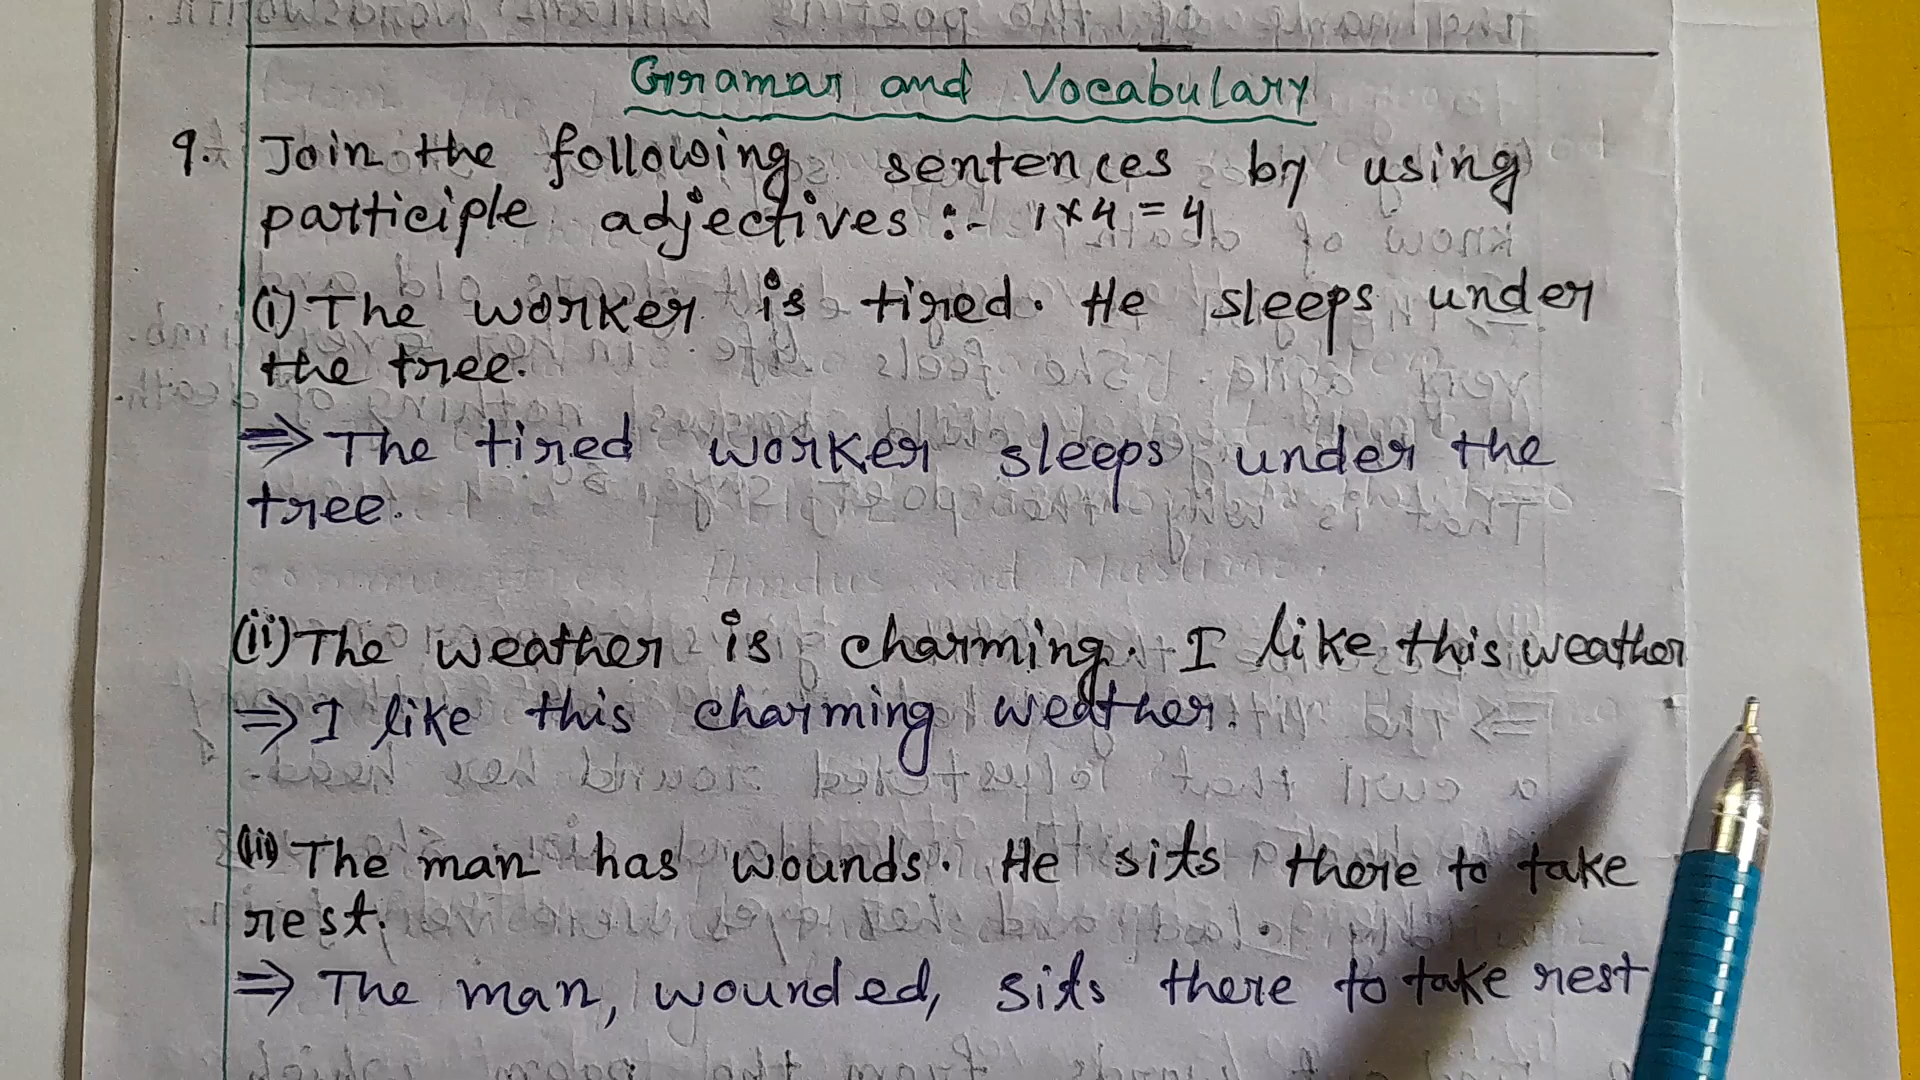 Gramar and Vocabulary
9. Join the following sentences by using
participle adjectives :- 1×4=4
(i) The worker is tired. He sleeps under
the tree.
⇒ The tired worker sleeps under the
tree.
(ii) The weather is charming. I like this weather
⇒ I like this charming weather.
(iii) The man has wounds. He sits there to take
rest.
⇒ The man, wounded, sits there to take rest